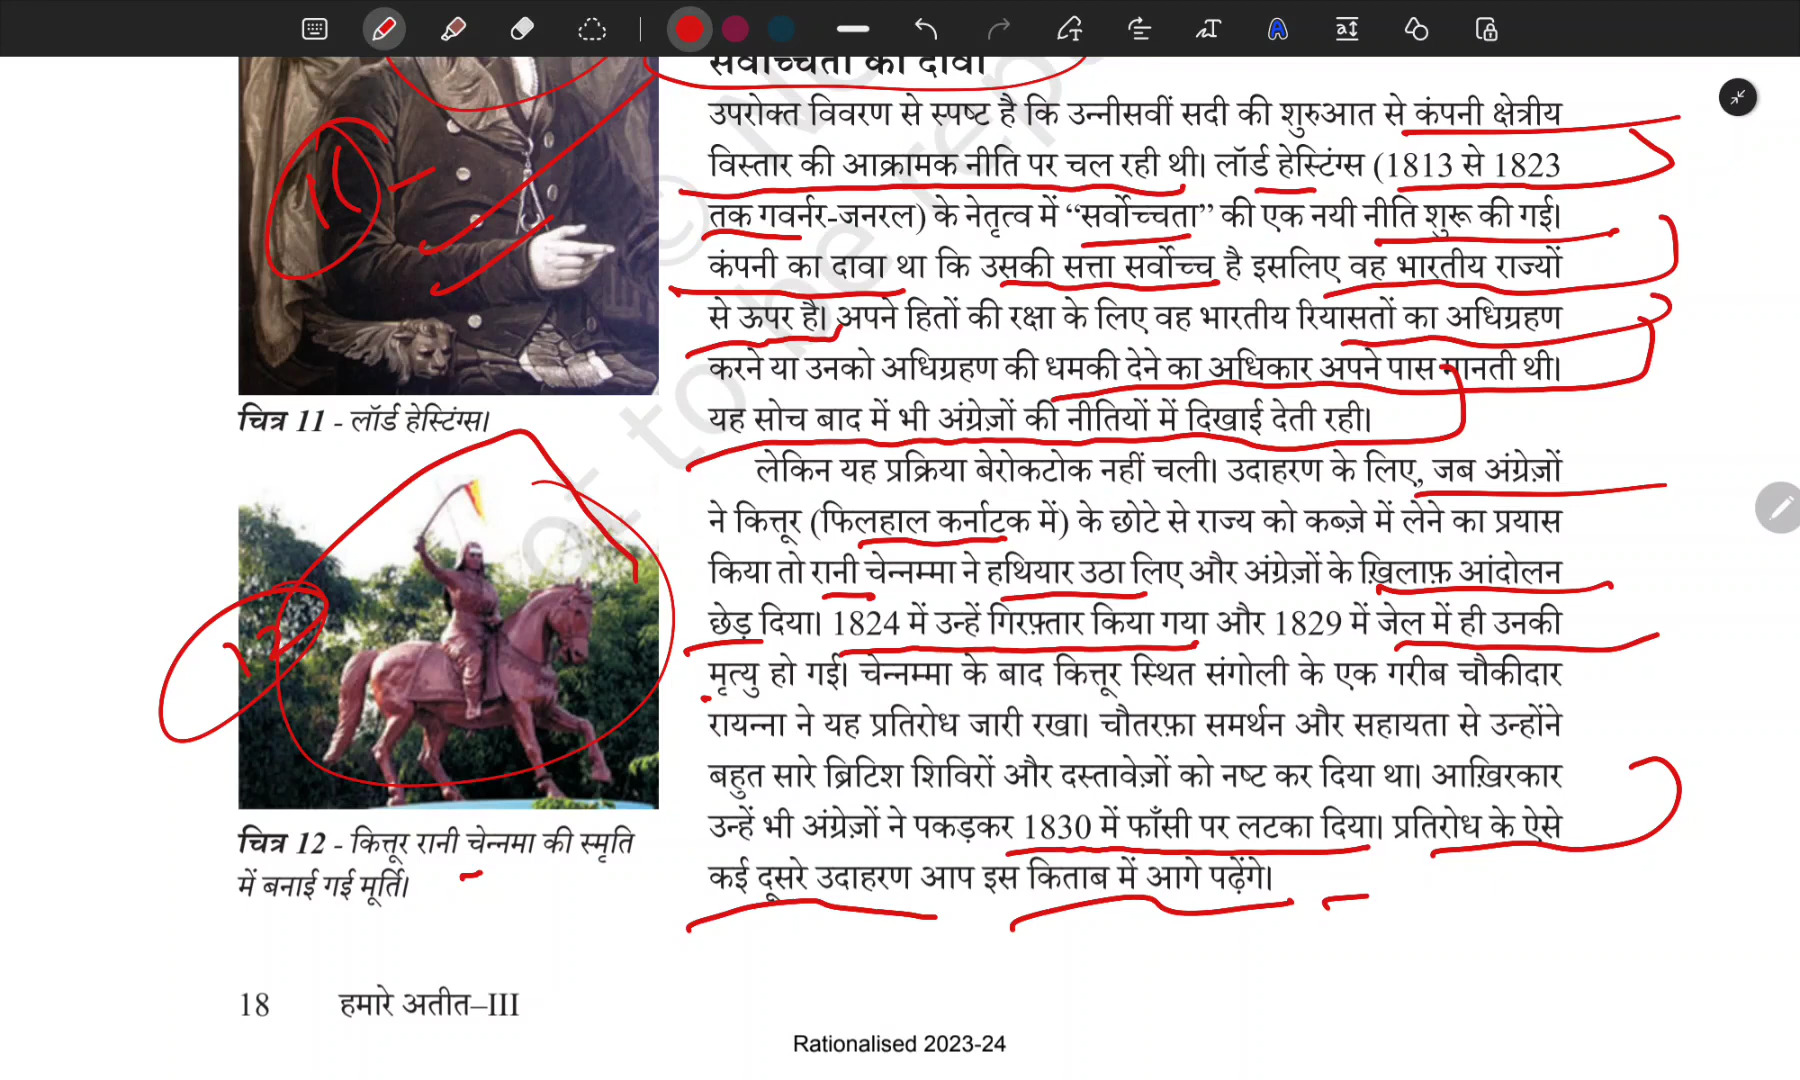 सर्वोच्चता का दावा
उपरोक्त विवरण से स्पष्ट है कि उन्नीसवीं सदी की शुरुआत से कंपनी क्षेत्रीय
विस्तार की आक्रामक नीति पर चल रही थी। लॉर्ड हेस्टिंग्स (1813 से 1823
तक गवर्नर-जनरल) के नेतृत्व में “सर्वोच्चता” की एक नयी नीति शुरू की गई।
कंपनी का दावा था कि उसकी सत्ता सर्वोच्च है इसलिए वह भारतीय राज्यों
से ऊपर है। अपने हितों की रक्षा के लिए वह भारतीय रियासतों का अधिग्रहण
करने या उनको अधिग्रहण की धमकी देने का अधिकार अपने पास मानती थी।
यह सोच बाद में भी अंग्रेज़ों की नीतियों में दिखाई देती रही।
लेकिन यह प्रक्रिया बेरोकटोक नहीं चली। उदाहरण के लिए, जब अंग्रेज़ों
ने कित्तूर (फिलहाल कर्नाटक में) के छोटे से राज्य को कब्ज़े में लेने का प्रयास
किया तो रानी चेन्नम्मा ने हथियार उठा लिए और अंग्रेज़ों के ख़िलाफ़ आंदोलन
छेड़ दिया। 1824 में उन्हें गिरफ़्तार किया गया और 1829 में जेल में ही उनकी
मृत्यु हो गई। चेन्नम्मा के बाद कित्तूर स्थित संगोली के एक गरीब चौकीदार
रायन्ना ने यह प्रतिरोध जारी रखा। चौतरफ़ा समर्थन और सहायता से उन्होंने
बहुत सारे ब्रिटिश शिविरों और दस्तावेज़ों को नष्ट कर दिया था। आख़िरकार
उन्हें भी अंग्रेज़ों ने पकड़कर 1830 में फाँसी पर लटका दिया। प्रतिरोध के ऐसे
कई दूसरे उदाहरण आप इस किताब में आगे पढ़ेंगे।
11
चित्र 11 - लॉर्ड हेस्टिंग्स।
12
चित्र 12 - कित्तूर रानी चेन्नमा की स्मृति
में बनाई गई मूर्ति।
18 हमारे अतीत–III
Rationalised 2023-24